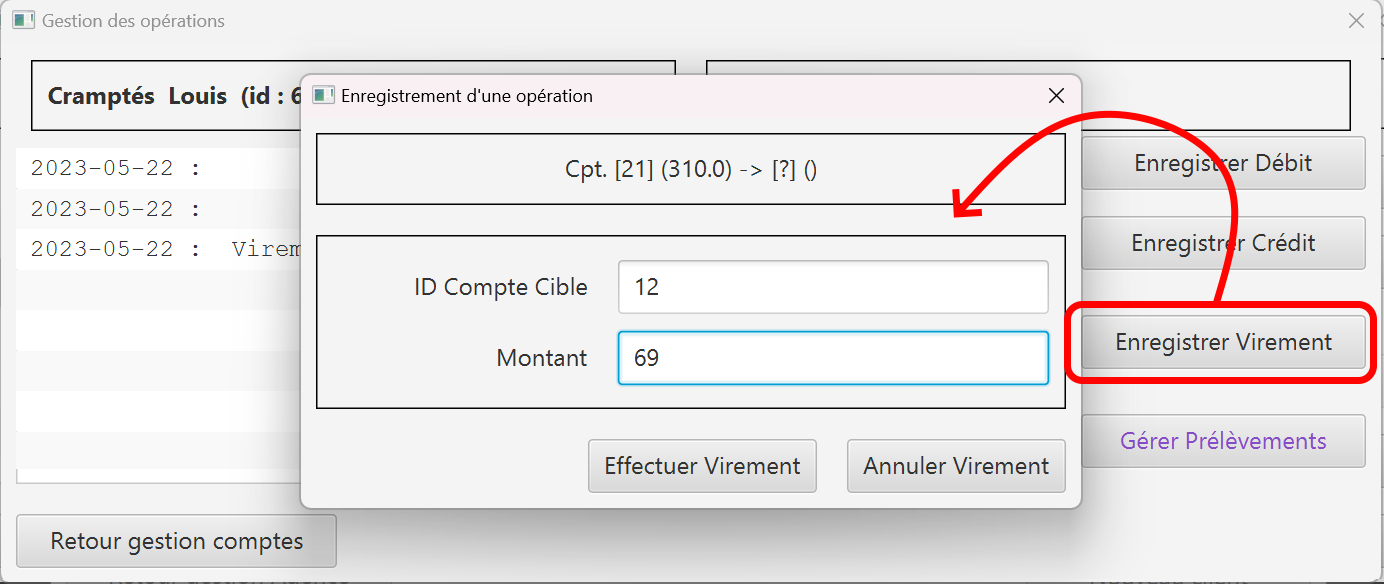 Gestion des opérations
Cramptés Louis (id : 6
Enregistrement d'une opération
Cpt. [21] (310.0) -> [?] ()
2023-05-22 :
2023-05-22 :
2023-05-22 : Virem
ID Compte Cible 12
Montant 69
Effectuer Virement Annuler Virement
Enregistrer Débit
Enregistrer Crédit
Enregistrer Virement
Gérer Prélèvements
Retour gestion comptes